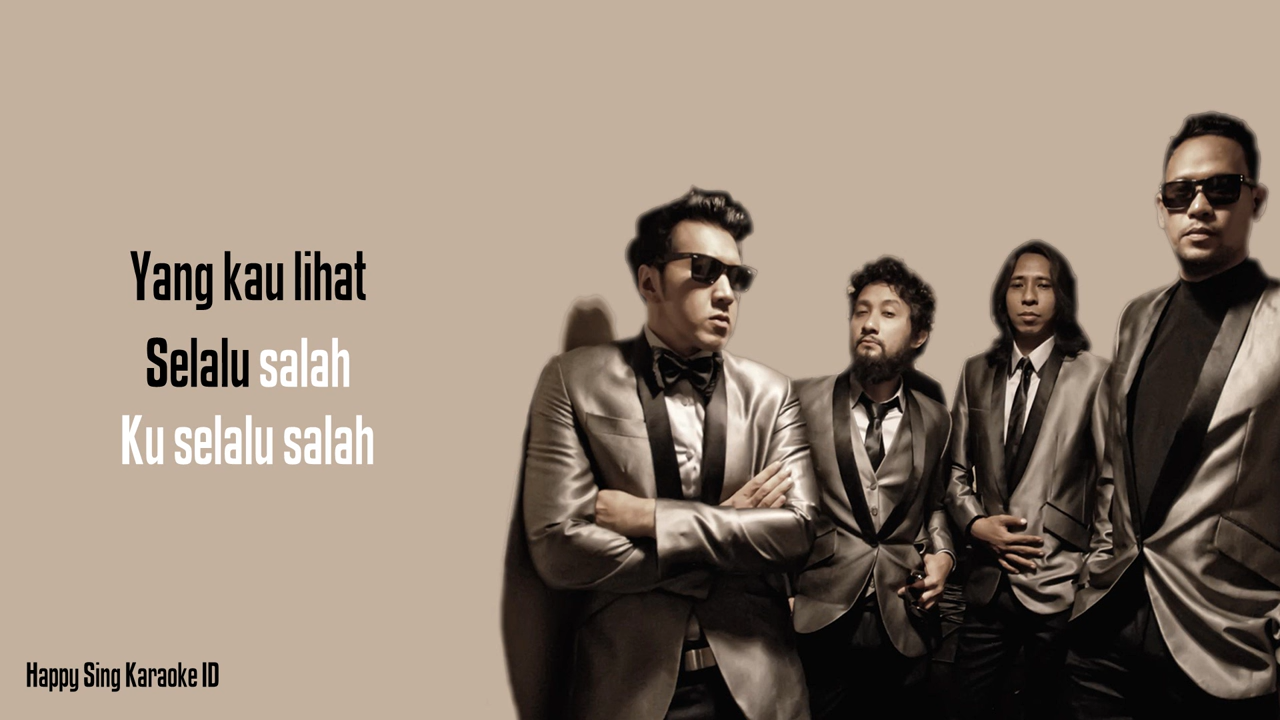 Yang kau lihat
Selalu salah
Ku selalu salah
Happy Sing Karaoke ID